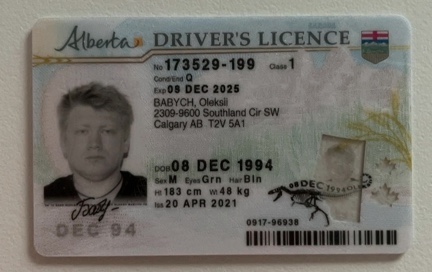 Alberta DRIVER'S LICENCE
No 173529-199 Class 1
Cond/End Q
Exp 08 DEC 2025
BABYCH, Oleksii
2309-9600 Southland Cir SW
Calgary AB T2V 5A1
DOB 08 DEC 1994
Sex M Eyes Grn Hair Bln
Ht 183 cm Wt 48 kg
Iss 20 APR 2021
DEC 94
0917-96938